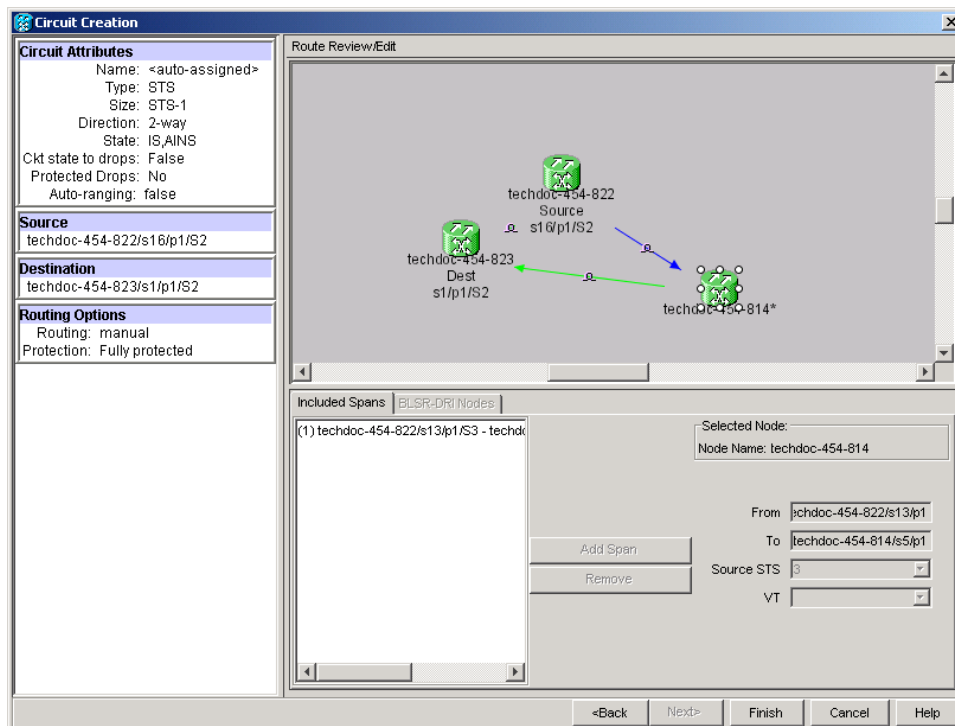 Circuit Creation
Circuit Attributes
Name: <auto-assigned>
Type: STS
Size: STS-1
Direction: 2-way
State: IS,AINS
Ckt state to drops: False
Protected Drops: No
Auto-ranging: false
Source
techdoc-454-822/s16/p1/S2
Destination
techdoc-454-823/s1/p1/S2
Routing Options
Routing: manual
Protection: Fully protected
Route Review/Edit
techdoc-454-822
Source
s16/p1/S2
techdoc-454-823
Dest
s1/p1/S2
techdoc-454-814*
Included Spans
BLSR-DRI Nodes
(1) techdoc-454-822/s13/p1/S3 - techdo
Selected Node:
Node Name: techdoc-454-814
From echdoc-454-822/s13/p1
To techdoc-454-814/s5/p1
Source STS 3
VT
Add Span
Remove
<Back
Next>
Finish
Cancel
Help